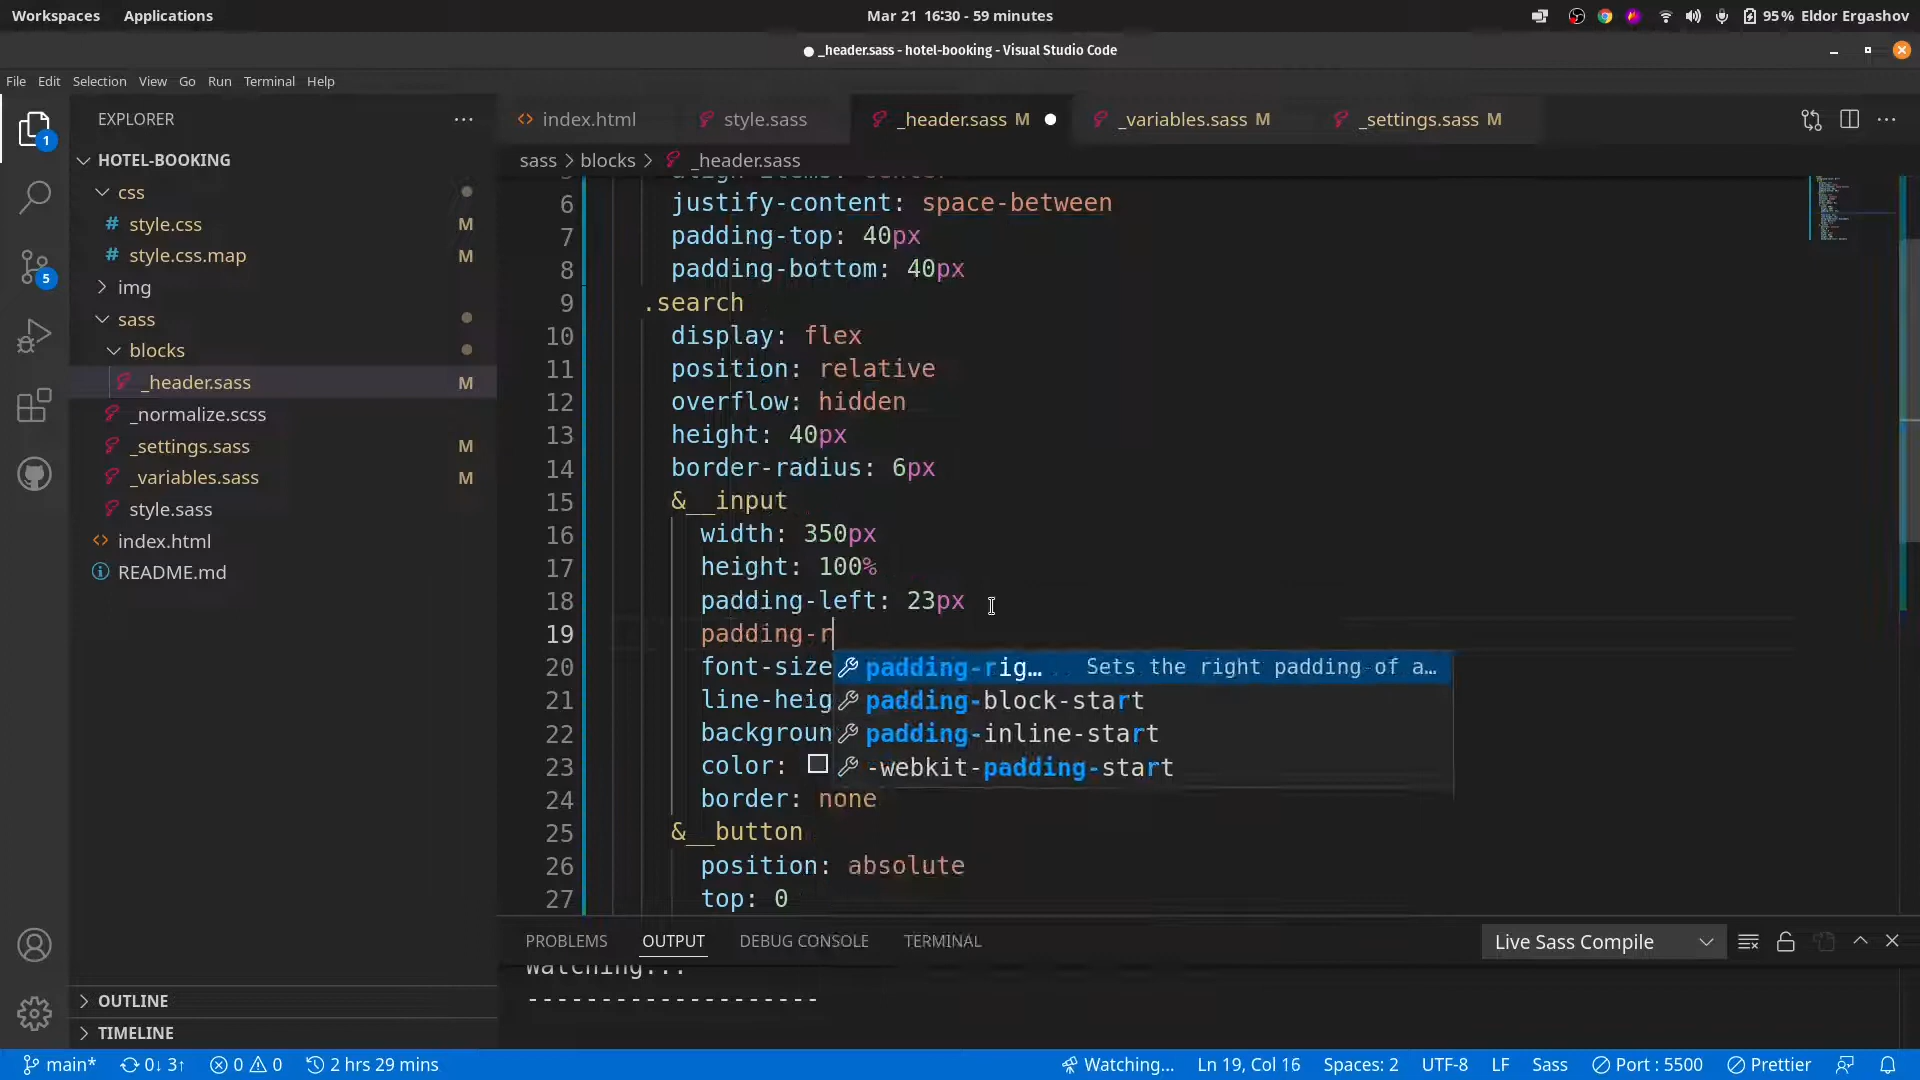 Workspaces Applications Mar 21 16:30 - 59 minutes 95% Eldor Ergashov
_header.sass - hotel-booking - Visual Studio Code
File Edit Selection View Go Run Terminal Help
EXPLORER
HOTEL-BOOKING
css
style.css M
style.css.map M
img
sass
blocks
_header.sass M
_normalize.scss
_settings.sass M
_variables.sass M
style.sass
index.html
README.md
OUTLINE
TIMELINE
1
5
index.html style.sass _header.sass M _variables.sass M _settings.sass M
sass > blocks > _header.sass
6 justify-content: space-between
7 padding-top: 40px
8 padding-bottom: 40px
9 .search
10 display: flex
11 position: relative
12 overflow: hidden
13 height: 40px
14 border-radius: 6px
15 &__input
16 width: 350px
17 height: 100%
18 padding-left: 23px
19 padding-r
20 font-size
21 line-heig
22 backgroun
23 color:
24 border: none
25 &__button
26 position: absolute
27 top: 0
padding-rig… Sets the right padding of a…
padding-block-start
padding-inline-start
-webkit-padding-start
PROBLEMS OUTPUT DEBUG CONSOLE TERMINAL Live Sass Compile
Watching...
--------------------
main* 0↓ 3↑ 0 0 2 hrs 29 mins Watching... Ln 19, Col 16 Spaces: 2 UTF-8 LF Sass Port : 5500 Prettier